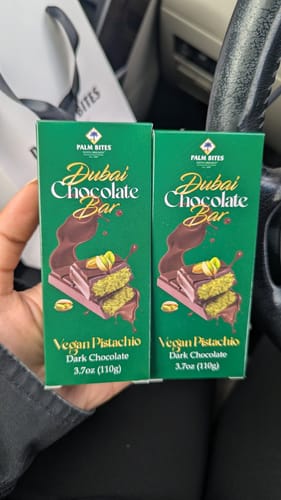 BITES
PALM BITES
Dubai
Chocolate
Bar
Vegan Pistachio
Dark Chocolate
3.7oz (110g)
PALM BITES
Dubai
Chocolate
Bar
Vegan Pistachio
Dark Chocolate
3.7oz (110g)